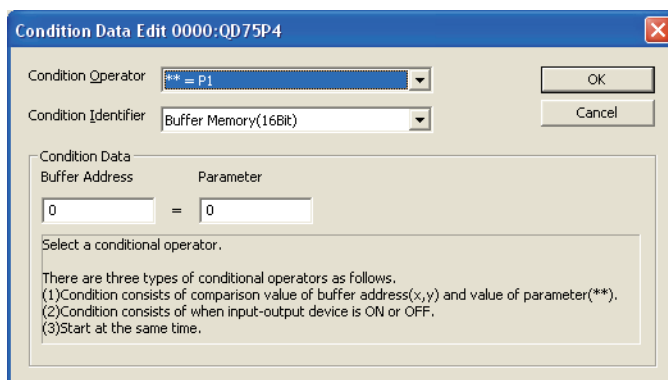 Condition Data Edit 0000:QD75P4
Condition Operator ** = P1 OK
Condition Identifier Buffer Memory(16Bit) Cancel
Condition Data
Buffer Address Parameter
0 = 0
Select a conditional operator.
There are three types of conditional operators as follows.
(1)Condition consists of comparison value of buffer address(x,y) and value of parameter(**).
(2)Condition consists of when input-output device is ON or OFF.
(3)Start at the same time.